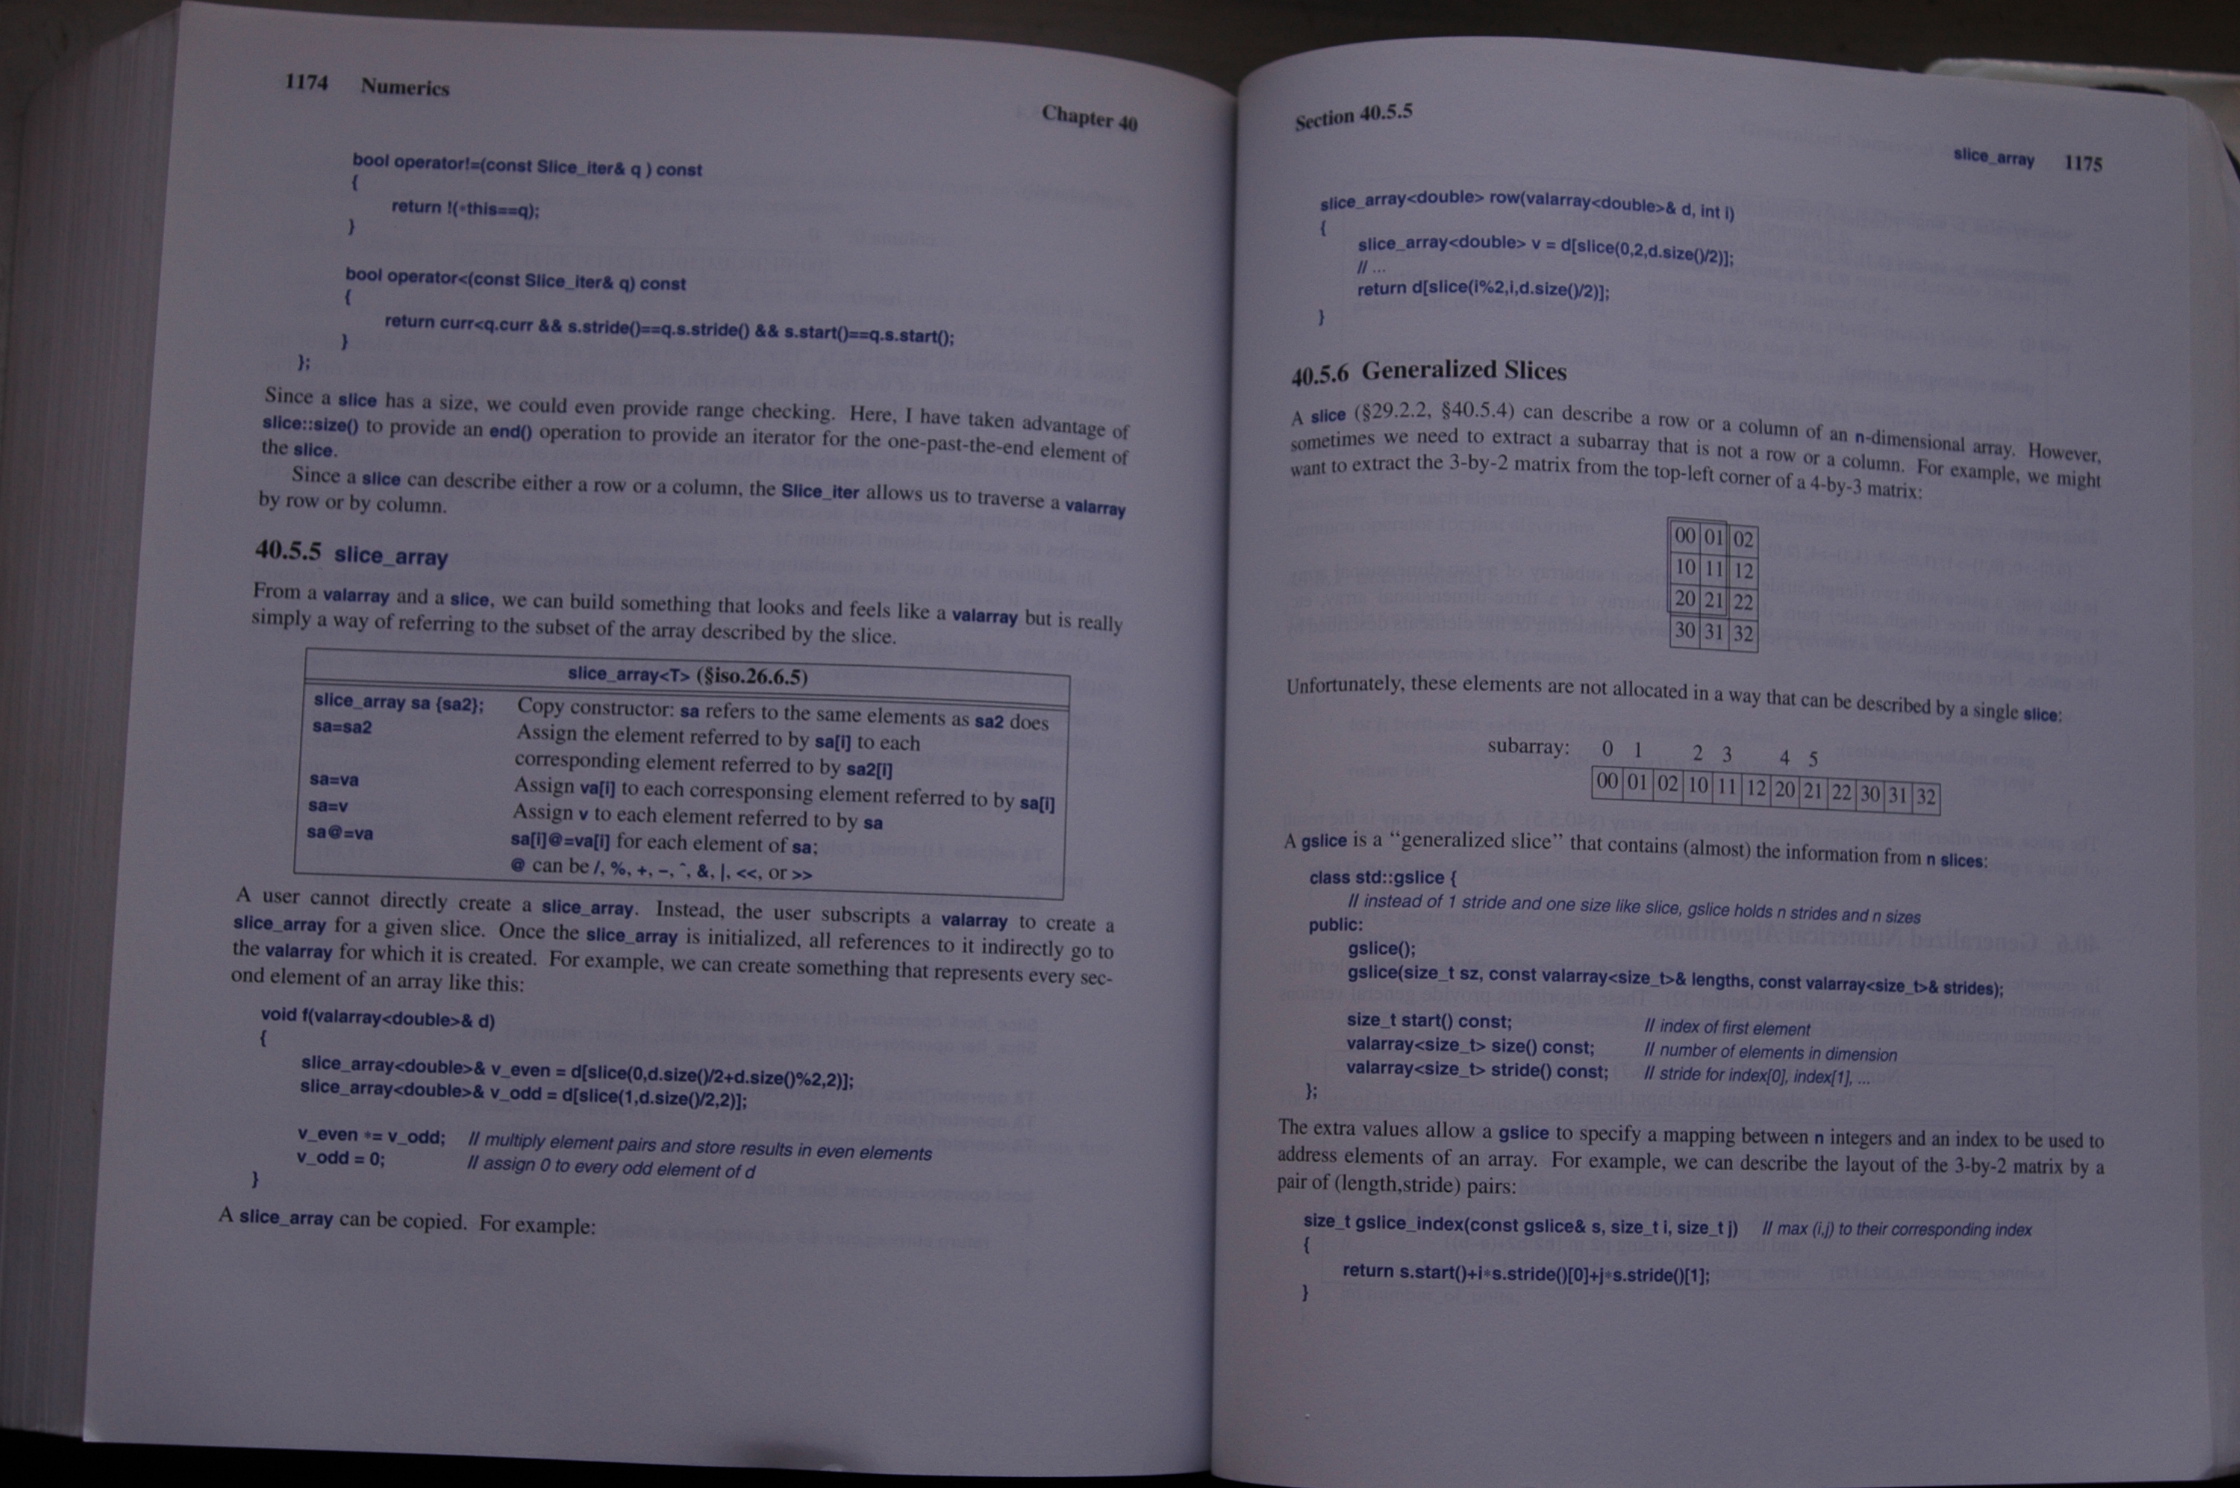 1174 Numerics Chapter 40
bool operator!=(const Slice_iter& q ) const
{
return !(*this==q);
}
bool operator<(const Slice_iter& q) const
{
return curr<q.curr && s.stride()==q.s.stride() && s.start()==q.s.start();
}
};
Since a slice has a size, we could even provide range checking. Here, I have taken advantage of
slice::size() to provide an end() operation to provide an iterator for the one-past-the-end element of
the slice.
Since a slice can describe either a row or a column, the Slice_iter allows us to traverse a valarray
by row or by column.
40.5.5 slice_array
From a valarray and a slice, we can build something that looks and feels like a valarray but is really
simply a way of referring to the subset of the array described by the slice.
slice_array<T> (§iso.26.6.5)
slice_array sa {sa2}; Copy constructor: sa refers to the same elements as sa2 does
sa=sa2 Assign the element referred to by sa[i] to each
corresponding element referred to by sa2[i]
sa=va Assign va[i] to each corresponsing element referred to by sa[i]
sa=v Assign v to each element referred to by sa
sa@=va sa[i]@=va[i] for each element of sa;
@ can be /, %, +, -, ^, &, |, <<, or >>
A user cannot directly create a slice_array. Instead, the user subscripts a valarray to create a
slice_array for a given slice. Once the slice_array is initialized, all references to it indirectly go to
the valarray for which it is created. For example, we can create something that represents every sec-
ond element of an array like this:
void f(valarray<double>& d)
{
slice_array<double>& v_even = d[slice(0,d.size()/2+d.size()%2,2)];
slice_array<double>& v_odd = d[slice(1,d.size()/2,2)];
v_even *= v_odd; // multiply element pairs and store results in even elements
v_odd = 0; // assign 0 to every odd element of d
}
A slice_array can be copied. For example:
Section 40.5.5 slice_array 1175
slice_array<double> row(valarray<double>& d, int i)
{
slice_array<double> v = d[slice(0,2,d.size()/2)];
// ...
return d[slice(i%2,i,d.size()/2)];
}
40.5.6 Generalized Slices
A slice (§29.2.2, §40.5.4) can describe a row or a column of an n-dimensional array. However,
sometimes we need to extract a subarray that is not a row or a column. For example, we might
want to extract the 3-by-2 matrix from the top-left corner of a 4-by-3 matrix:
00 01 02
10 11 12
20 21 22
30 31 32
Unfortunately, these elements are not allocated in a way that can be described by a single slice:
subarray: 0 1 2 3 4 5
00 01 02 10 11 12 20 21 22 30 31 32
A gslice is a “generalized slice” that contains (almost) the information from n slices:
class std::gslice {
// instead of 1 stride and one size like slice, gslice holds n strides and n sizes
public:
gslice();
gslice(size_t sz, const valarray<size_t>& lengths, const valarray<size_t>& strides);
size_t start() const; // index of first element
valarray<size_t> size() const; // number of elements in dimension
valarray<size_t> stride() const; // stride for index[0], index[1], ...
};
The extra values allow a gslice to specify a mapping between n integers and an index to be used to
address elements of an array. For example, we can describe the layout of the 3-by-2 matrix by a
pair of (length,stride) pairs:
size_t gslice_index(const gslice& s, size_t i, size_t j) // max (i,j) to their corresponding index
{
return s.start()+i*s.stride()[0]+j*s.stride()[1];
}